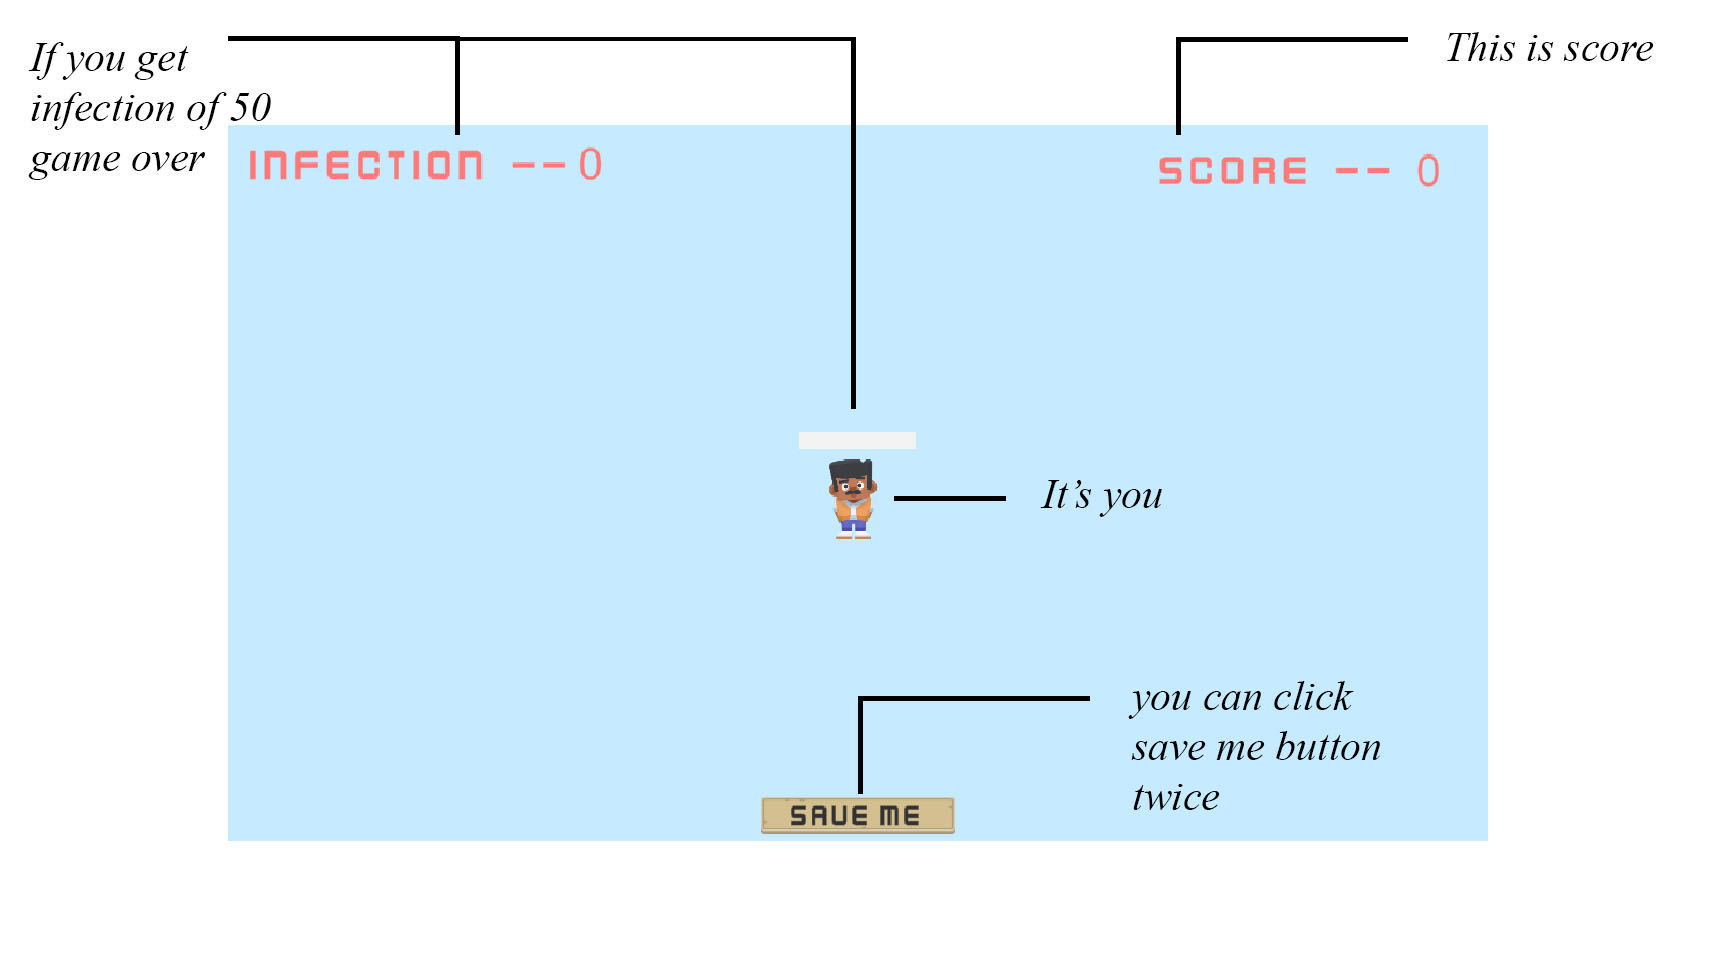 If you get
infection of 50
game over
This is score
INFECTION -- 0
SCORE -- 0
It's you
you can click
save me button
twice
SAVE ME